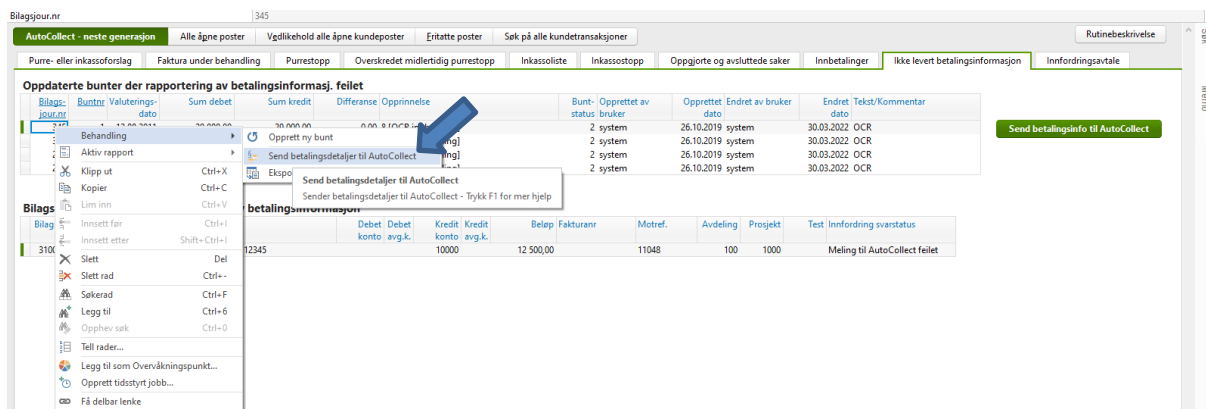 Bilagsjour.nr 345
AutoCollect - neste generasjon Alle åpne poster Vedlikehold alle åpne kundeposter Fritatte poster Søk på alle kundetransaksjoner Rutinebeskrivelse
Purre- eller inkassoforslag Faktura under behandling Purrestopp Overskredet midlertidig purrestopp Inkassoliste Inkassostopp Oppgjorte og avsluttede saker Innbetalinger Ikke levert betalingsinformasjon Innfordringsavtale
Oppdaterte bunter der rapportering av betalingsinformasj. feilet
Bilags- Buntnr Valuterings- Sum debet Sum kredit Differanse Opprinnelse Bunt- Opprettet av Opprettet Endret av bruker Endret Tekst/Kommentar
jour.nr dato status bruker dato dato
2 system 26.10.2019 system 30.03.2022 OCR
Send betalingsinfo til AutoCollect
Behandling Opprett ny bunt ing] 2 system 26.10.2019 system 30.03.2022 OCR
Aktiv rapport Send betalingsdetaljer til AutoCollect ing] 2 system 26.10.2019 system 30.03.2022 OCR
Klipp ut Ctrl+X Ekspo 2 system 26.10.2019 system 30.03.2022 OCR
Send betalingsdetaljer til AutoCollect
Kopier Ctrl+C
Sender betalingsdetaljer til AutoCollect - Trykk F1 for mer hjelp
Lim inn Ctrl+V
Bilags betalingsinformasjon
Bilag Innsett før Ctrl+I Debet Debet Kredit Kredit Beløp Fakturanr Motref. Avdeling Prosjekt Test Innfordring svarstatus
konto avg.k. konto avg.k.
Innsett etter Shift+Ctrl+I
3100 12345 10000 12 500,00 11048 100 1000 Meling til AutoCollect feilet
Slett Del
Slett rad Ctrl+-
Søkerad Ctrl+F
Legg til Ctrl+6
Opphev søk Ctrl+0
Tell rader...
Legg til som Overvåkningspunkt...
Opprett tidsstyrt jobb...
Få delbar lenke